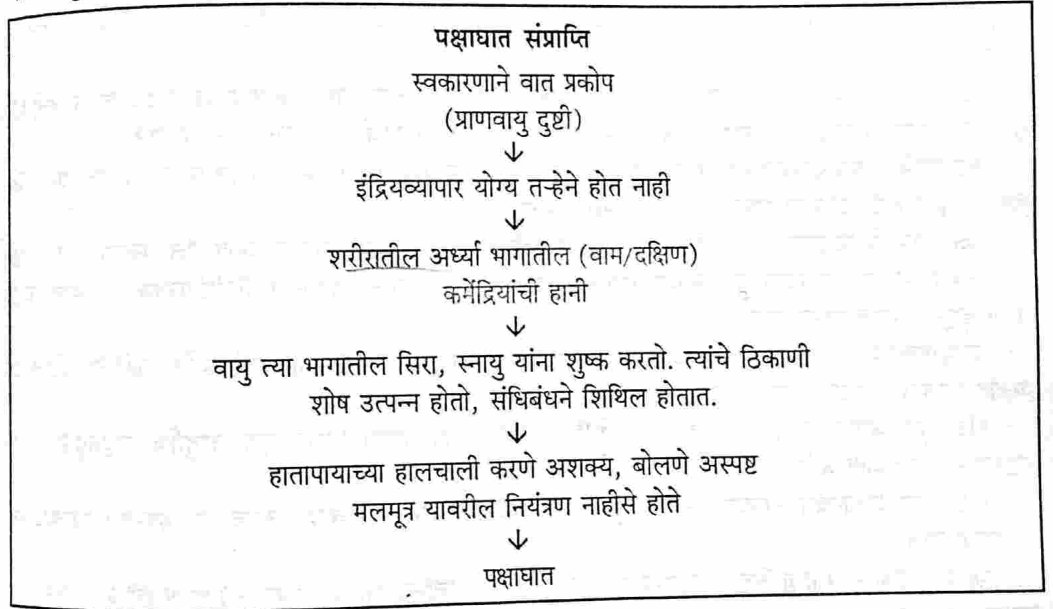 पक्षाघात संप्राप्ति
स्वकारणाने वात प्रकोप
(प्राणवायु दुष्टी)
↓
इंद्रियव्यापार योग्य तऱ्हेने होत नाही
↓
शरीरातील अर्ध्या भागातील (वाम/दक्षिण)
कर्मेंद्रियांची हानी
↓
वायु त्या भागातील सिरा, स्नायु यांना शुष्क करतो. त्यांचे ठिकाणी
शोष उत्पन्न होतो, संधिबंधने शिथिल होतात.
↓
हातापायाच्या हालचाली करणे अशक्य, बोलणे अस्पष्ट
मलमूत्र यावरील नियंत्रण नाहीसे होते
↓
पक्षाघात